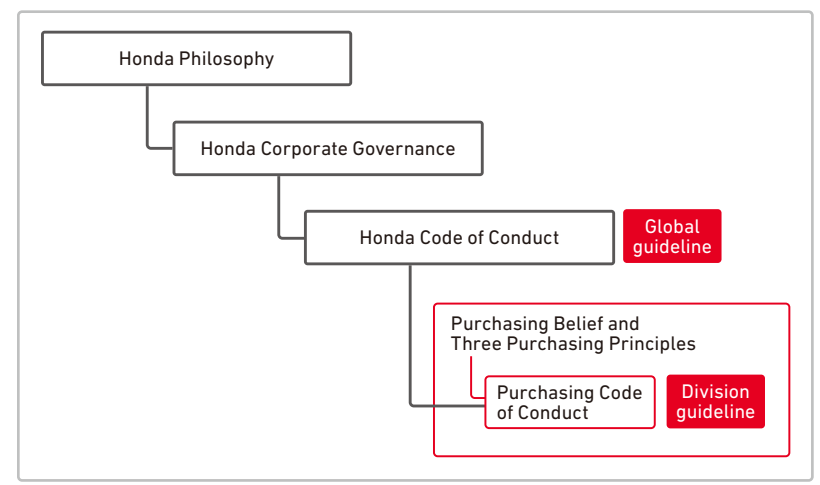 Honda Philosophy
Honda Corporate Governance
Honda Code of Conduct
Global
guideline
Purchasing Belief and
Three Purchasing Principles
Purchasing Code
of Conduct
Division
guideline